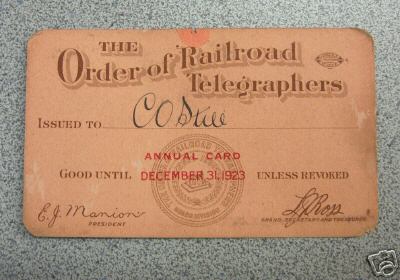 THE
Order of Railroad
Telegraphers
ISSUED TO C O Still
ANNUAL CARD
GOOD UNTIL DECEMBER 31, 1923 UNLESS REVOKED
E. J. Manion
PRESIDENT
L J Ross
GRAND SECRETARY AND TREASURER